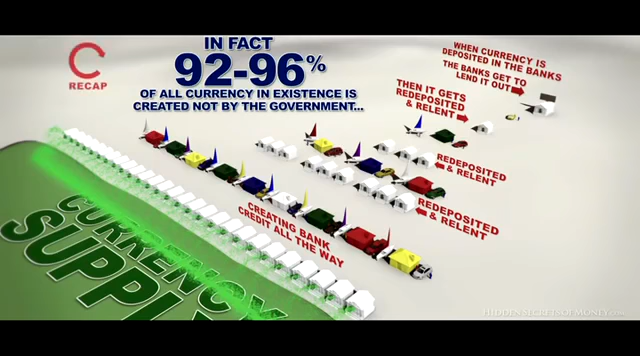 RECAP
IN FACT
92-96%
OF ALL CURRENCY IN EXISTENCE IS
CREATED NOT BY THE GOVERNMENT...
WHEN CURRENCY IS
DEPOSITED IN THE BANKS
THE BANKS GET TO
LEND IT OUT
THEN IT GETS
REDEPOSITED
& RELENT
REDEPOSITED
& RELENT
REDEPOSITED
& RELENT
CREATING BANK
CREDIT ALL THE WAY
CURRENCY
SUPPLY
HIDDENSECRETSOFMONEY.COM